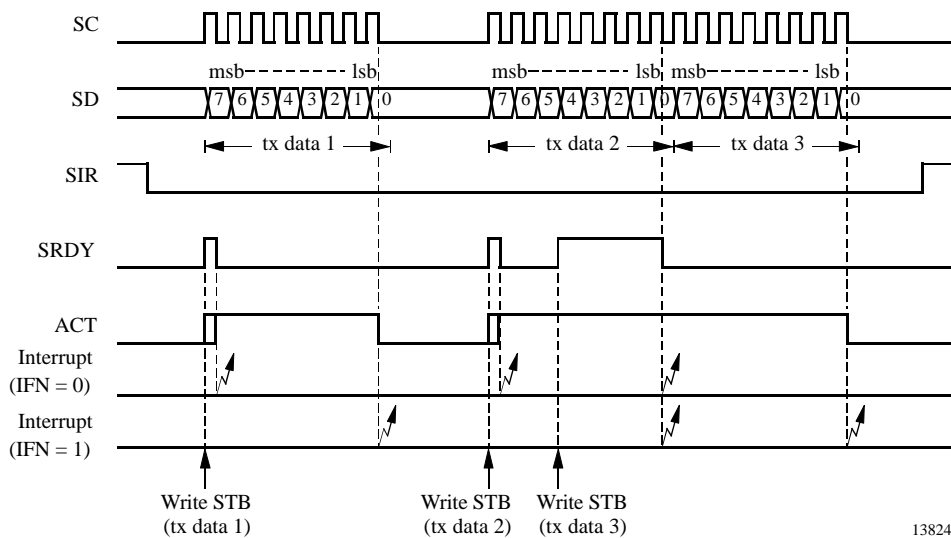 SC
msb lsb msb lsb
SD 7 6 5 4 3 2 1 0 7 6 5 4 3 2 1 0 7 6 5 4 3 2 1 0
tx data 1 tx data 2 tx data 3
SIR
SRDY
ACT
Interrupt
(IFN = 0)
Interrupt
(IFN = 1)
Write STB Write STB Write STB
(tx data 1) (tx data 2) (tx data 3)
13824